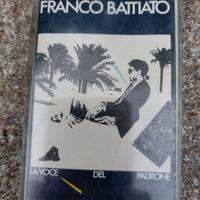 FRANCO BATTIATO
LA VOCE DEL PADRONE